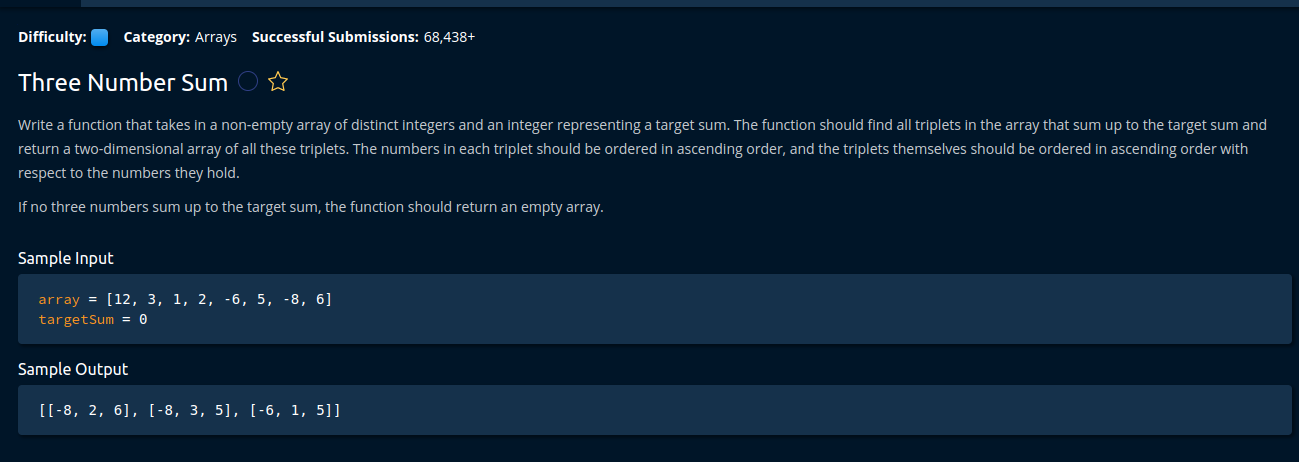 Difficulty: Category: Arrays Successful Submissions: 68,438+
Three Number Sum
Write a function that takes in a non-empty array of distinct integers and an integer representing a target sum. The function should find all triplets in the array that sum up to the target sum and
return a two-dimensional array of all these triplets. The numbers in each triplet should be ordered in ascending order, and the triplets themselves should be ordered in ascending order with
respect to the numbers they hold.
If no three numbers sum up to the target sum, the function should return an empty array.
Sample Input
array = [12, 3, 1, 2, -6, 5, -8, 6]
targetSum = 0
Sample Output
[[-8, 2, 6], [-8, 3, 5], [-6, 1, 5]]